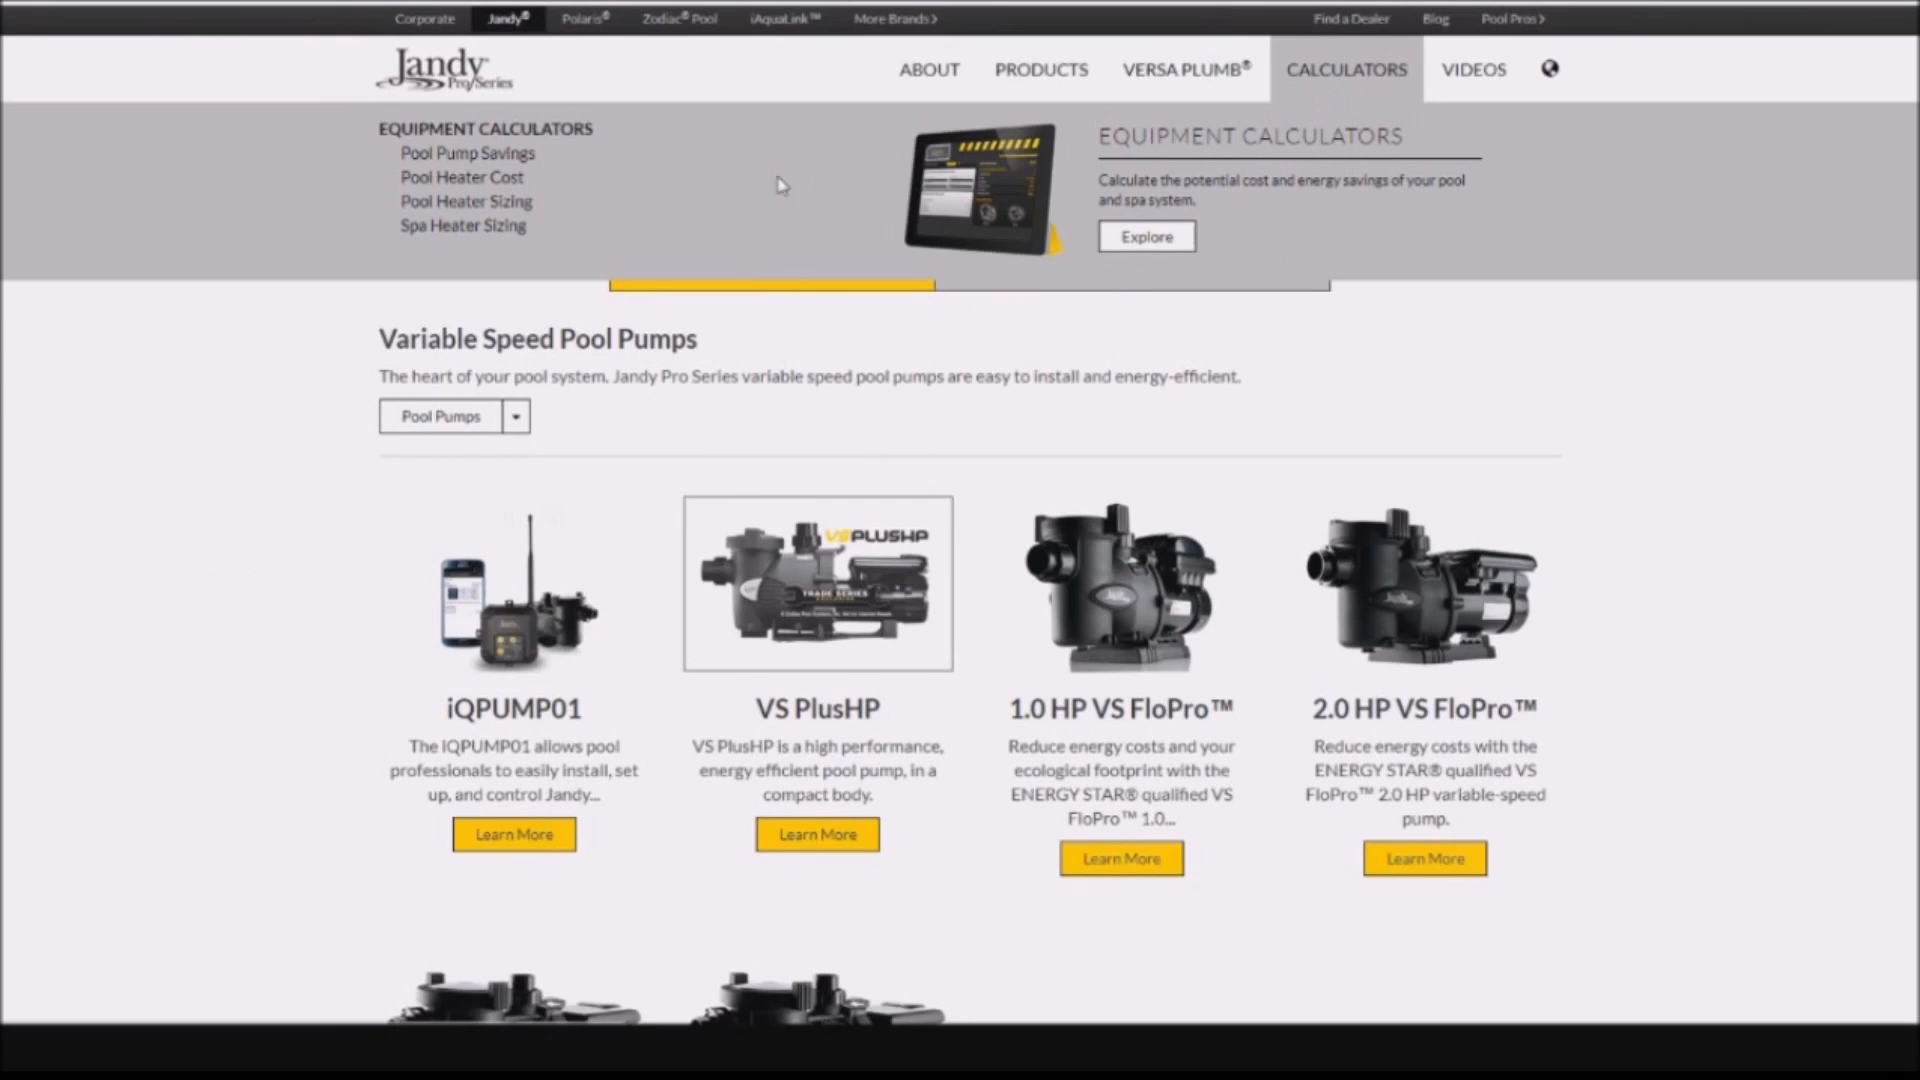 Corporate Jandy® Polaris® Zodiac® Pool iAquaLink™ More Brands Find a Dealer Blog Pool Pros
Jandy Pro Series
ABOUT PRODUCTS VERSA PLUMB® CALCULATORS VIDEOS
EQUIPMENT CALCULATORS
Pool Pump Savings
Pool Heater Cost
Pool Heater Sizing
Spa Heater Sizing
EQUIPMENT CALCULATORS
Calculate the potential cost and energy savings of your pool
and spa system.
Explore
Variable Speed Pool Pumps
The heart of your pool system. Jandy Pro Series variable speed pool pumps are easy to install and energy-efficient.
Pool Pumps
VSPLUSHP
TRADE SERIES
iQPUMP01
The IQPUMP01 allows pool
professionals to easily install, set
up, and control Jandy...
Learn More
VS PlusHP
VS PlusHP is a high performance,
energy efficient pool pump, in a
compact body.
Learn More
1.0 HP VS FloPro™
Reduce energy costs and your
ecological footprint with the
ENERGY STAR® qualified VS
FloPro™ 1.0...
Learn More
2.0 HP VS FloPro™
Reduce energy costs with the
ENERGY STAR® qualified VS
FloPro™ 2.0 HP variable-speed
pump.
Learn More